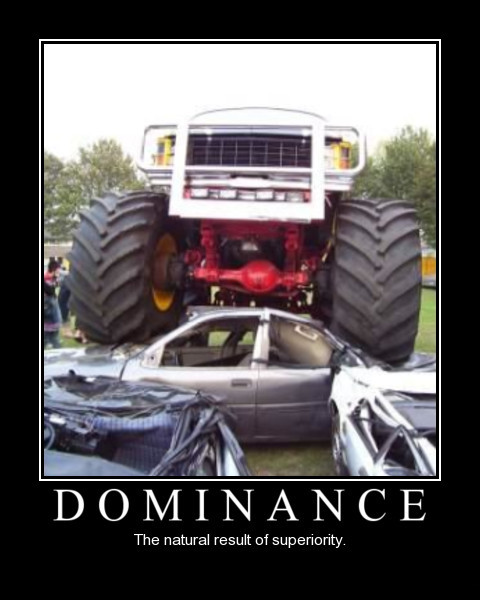 DOMINANCE
The natural result of superiority.